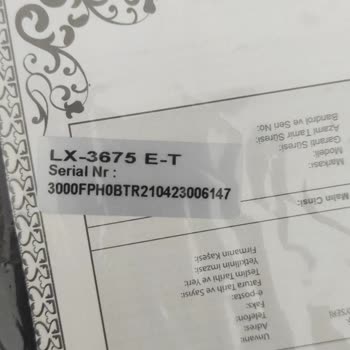 LX-3675 E-T
Serial Nr :
3000FPH0BTR210423006147
Malın Cinsi:
Markası:
Modeli:
Garanti Süresi:
Azami Tamir Süresi:
Bandrol ve Seri No:
Unvanı:
Adres:
Telefon:
Faks:
e-posta:
Fatura Tarih ve Sayısı:
Teslim Tarihi ve Yeri:
Yetkilinin imzası:
Firmanın Kaşesi: